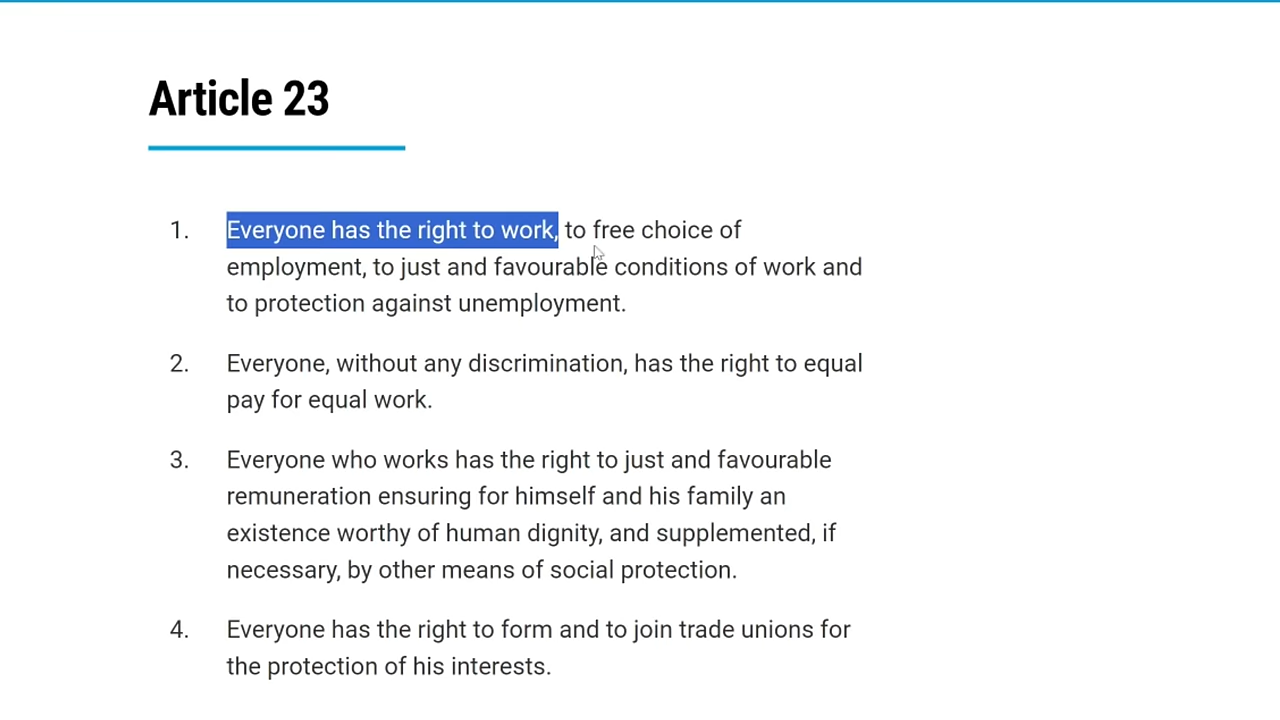 Article 23
1. Everyone has the right to work, to free choice of
employment, to just and favourable conditions of work and
to protection against unemployment.
2. Everyone, without any discrimination, has the right to equal
pay for equal work.
3. Everyone who works has the right to just and favourable
remuneration ensuring for himself and his family an
existence worthy of human dignity, and supplemented, if
necessary, by other means of social protection.
4. Everyone has the right to form and to join trade unions for
the protection of his interests.